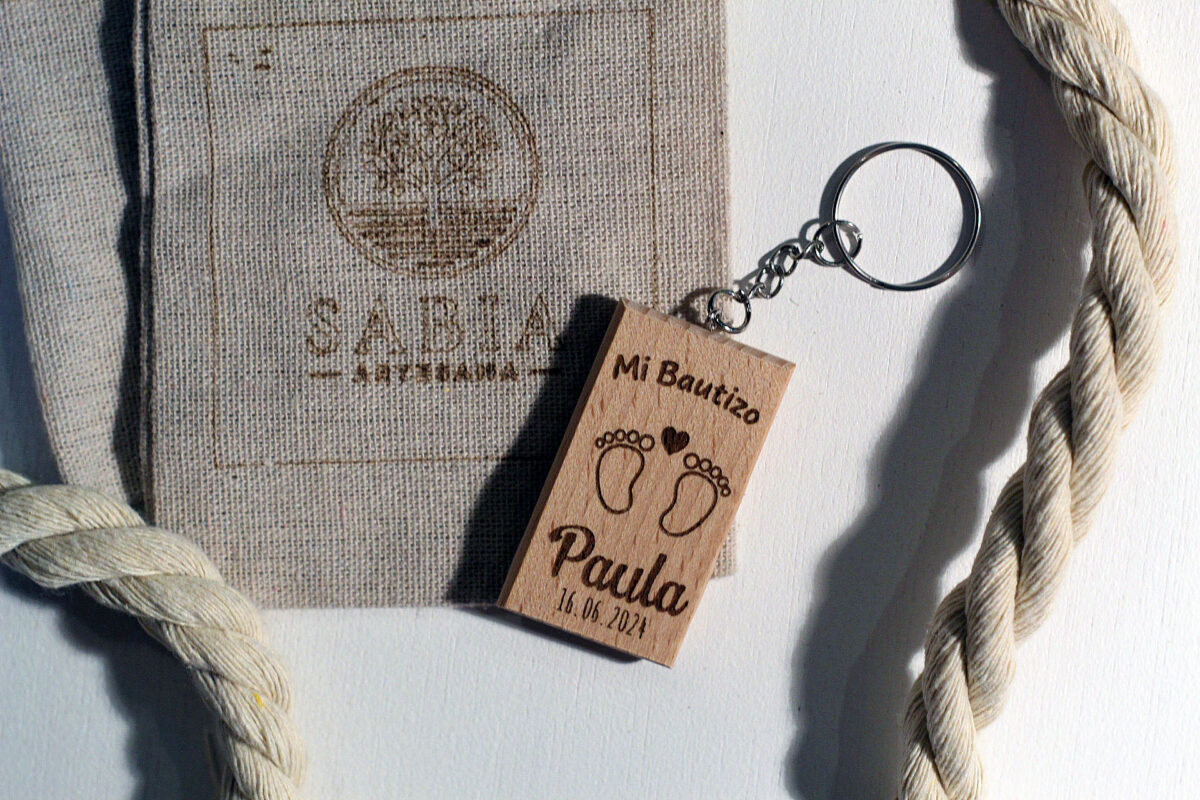 SABIA
ARTESANA
Mi Bautizo
Paula
16.06.2024